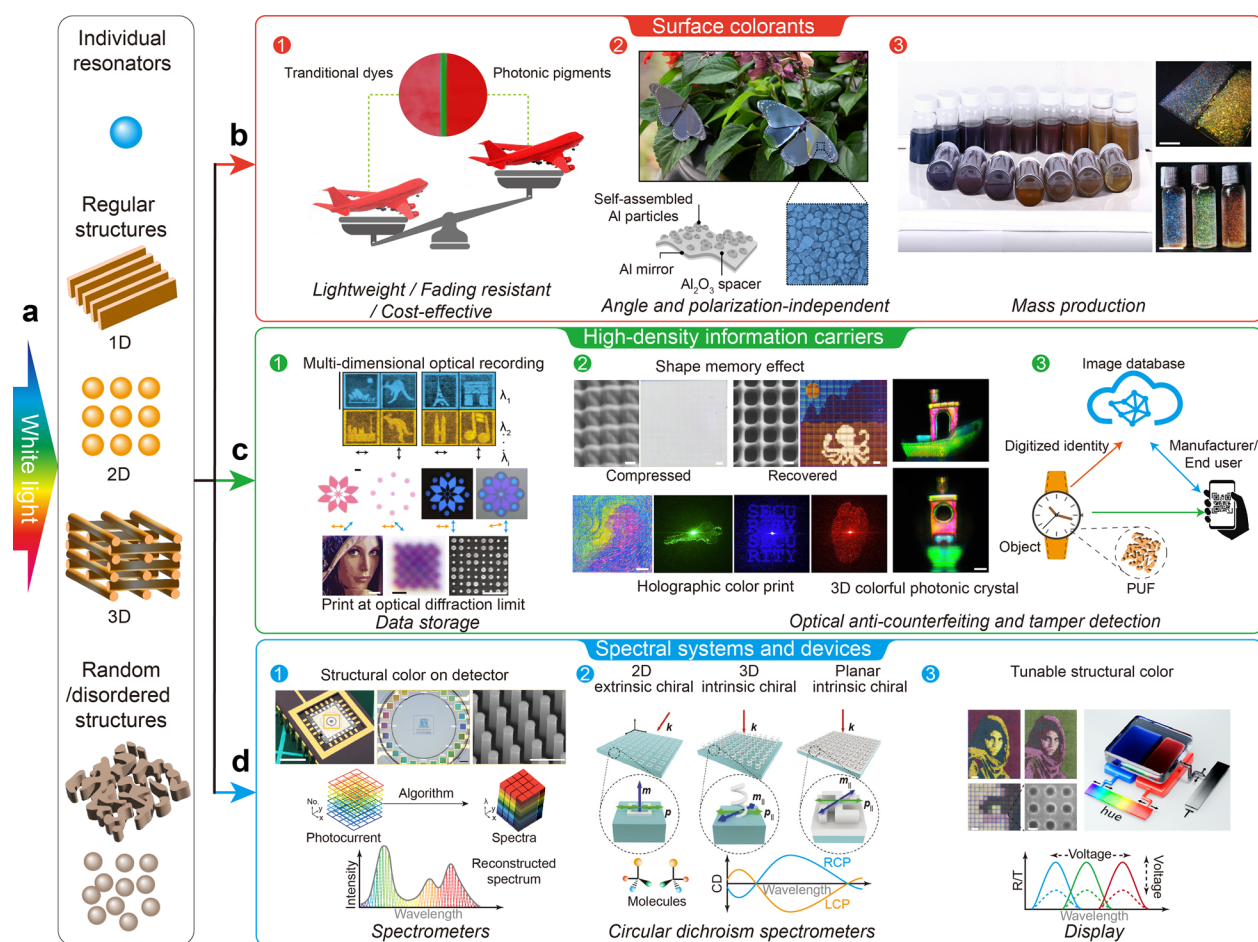 a
White light
Individual
resonators
Regular
structures
1D
2D
3D
Random
/disordered
structures
b
Surface colorants
1
Tranditional dyes
Photonic pigments
Lightweight / Fading resistant
/ Cost-effective
2
Self-assembled
Al particles
Al mirror
Al₂O₃ spacer
Angle and polarization-independent
3
Mass production
c
High-density information carriers
1
Multi-dimensional optical recording
λ₁
λ₂
λᵢ
Print at optical diffraction limit
Data storage
2
Shape memory effect
Compressed
Recovered
SECU
RITY
SECU
RITY
Holographic color print
3D colorful photonic crystal
3
Image database
Digitized identity
Manufacturer/
End user
Object
PUF
Optical anti-counterfeiting and tamper detection
d
Spectral systems and devices
1
Structural color on detector
No.
y
x
Photocurrent
Algorithm
λ
y
x
Spectra
Intensity
Reconstructed
spectrum
Wavelength
Spectrometers
2
2D
extrinsic chiral
3D
intrinsic chiral
Planar
intrinsic chiral
k
k
k
m
p
m||
p||
m||
p||
Molecules
CD
RCP
Wavelength
LCP
Circular dichroism spectrometers
3
Tunable structural color
hue
T
R/T
Voltage
Voltage
Wavelength
Display